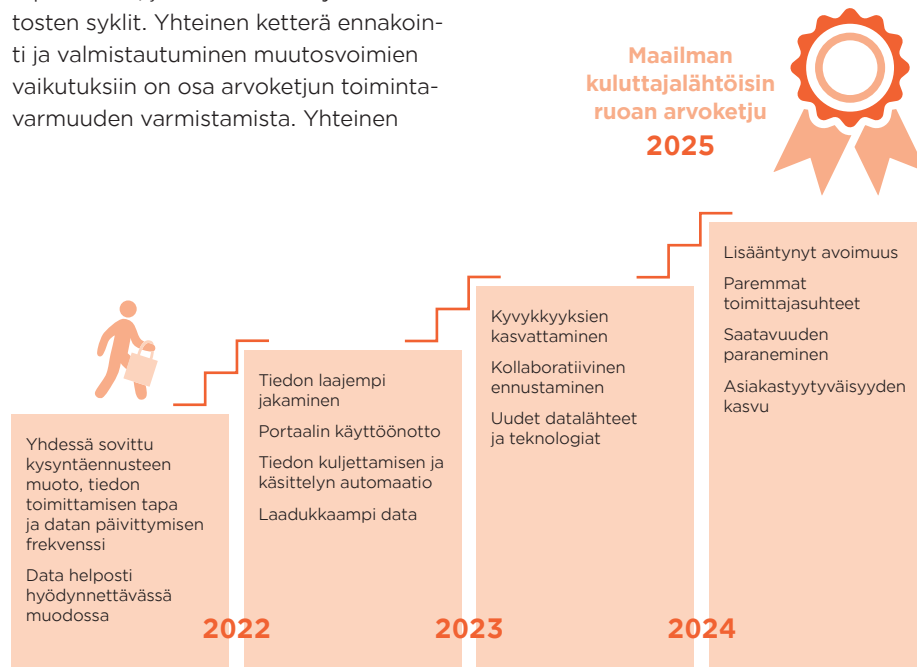 tosten syklit. Yhteinen ketterä ennakoin-
ti ja valmistautuminen muutosvoimien
vaikutuksiin on osa arvoketjun toiminta-
varmuuden varmistamista. Yhteinen
Maailman
kuluttajalähtöisin
ruoan arvoketju
2025
Yhdessä sovittu
kysyntäennusteen
muoto, tiedon
toimittamisen tapa
ja datan päivittymisen
frekvenssi
Data helposti
hyödynnettävässä
muodossa
2022
Tiedon laajempi
jakaminen
Portaalin käyttöönotto
Tiedon kuljettamisen ja
käsittelyn automaatio
Laadukkaampi data
2023
Kyvykkyyksien
kasvattaminen
Kollaboratiivinen
ennustaminen
Uudet datalähteet
ja teknologiat
2024
Lisääntynyt avoimuus
Paremmat
toimittajasuhteet
Saatavuuden
paraneminen
Asiakastyytyväisyyden
kasvu